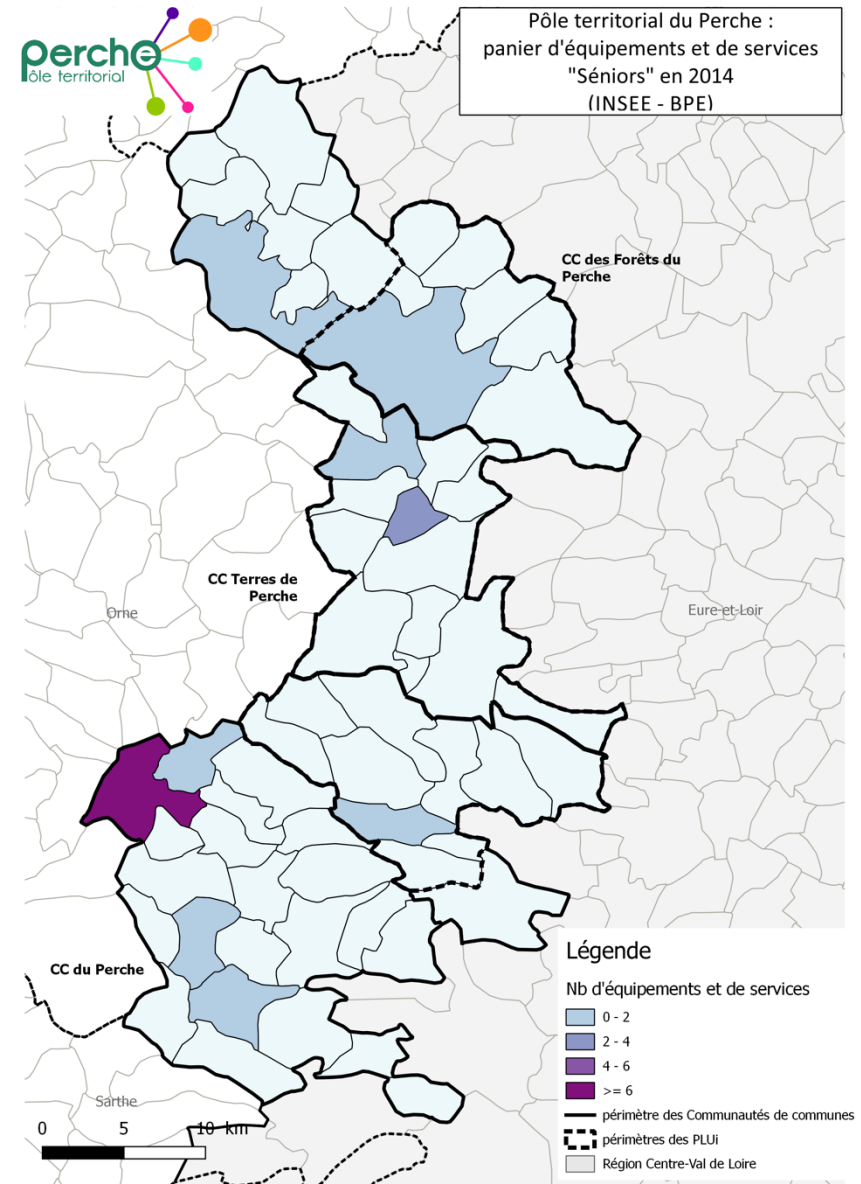 perche
Pôle territorial
Pôle territorial du Perche :
panier d'équipements et de services
"Séniors" en 2014
(INSEE - BPE)
CC des Forêts du
Perche
CC Terres de
Perche
Orne
Eure-et-Loir
CC du Perche
Sarthe
0 5 10 km
Légende
Nb d'équipements et de services
0 - 2
2 - 4
4 - 6
>= 6
périmètre des Communautés de communes
périmètres des PLUi
Région Centre-Val de Loire